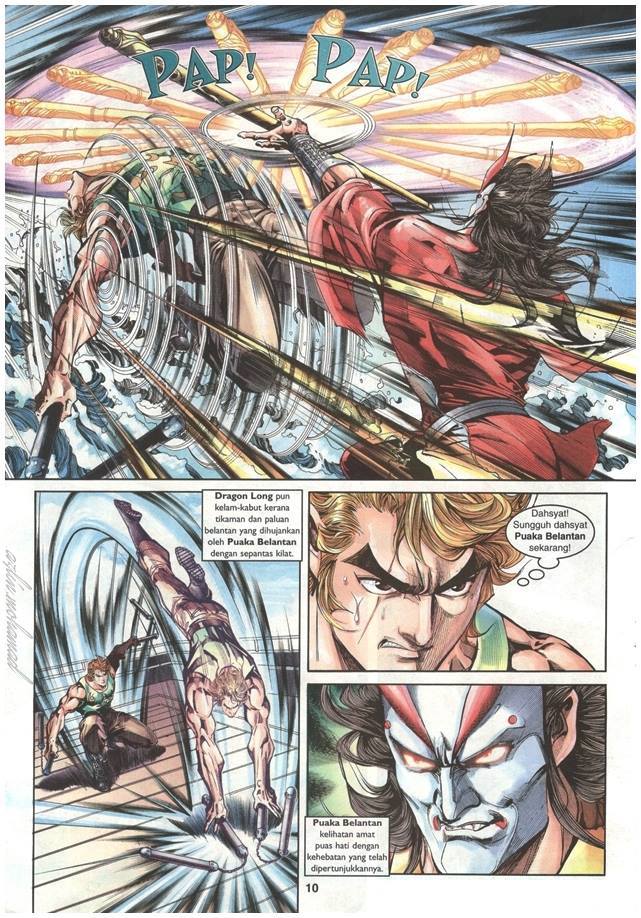 PAP!
PAP!
Dragon Long pun
kelam-kabut kerana
tikaman dan paluan
belantan yang dihujankan
oleh Puaka Belantan
dengan sepantas kilat.
Dahsyat!
Sungguh dahsyat
Puaka Belantan
sekarang!
Puaka Belantan
kelihatan amat
puas hati dengan
kehebatan yang telah
dipertunjukkannya.
10